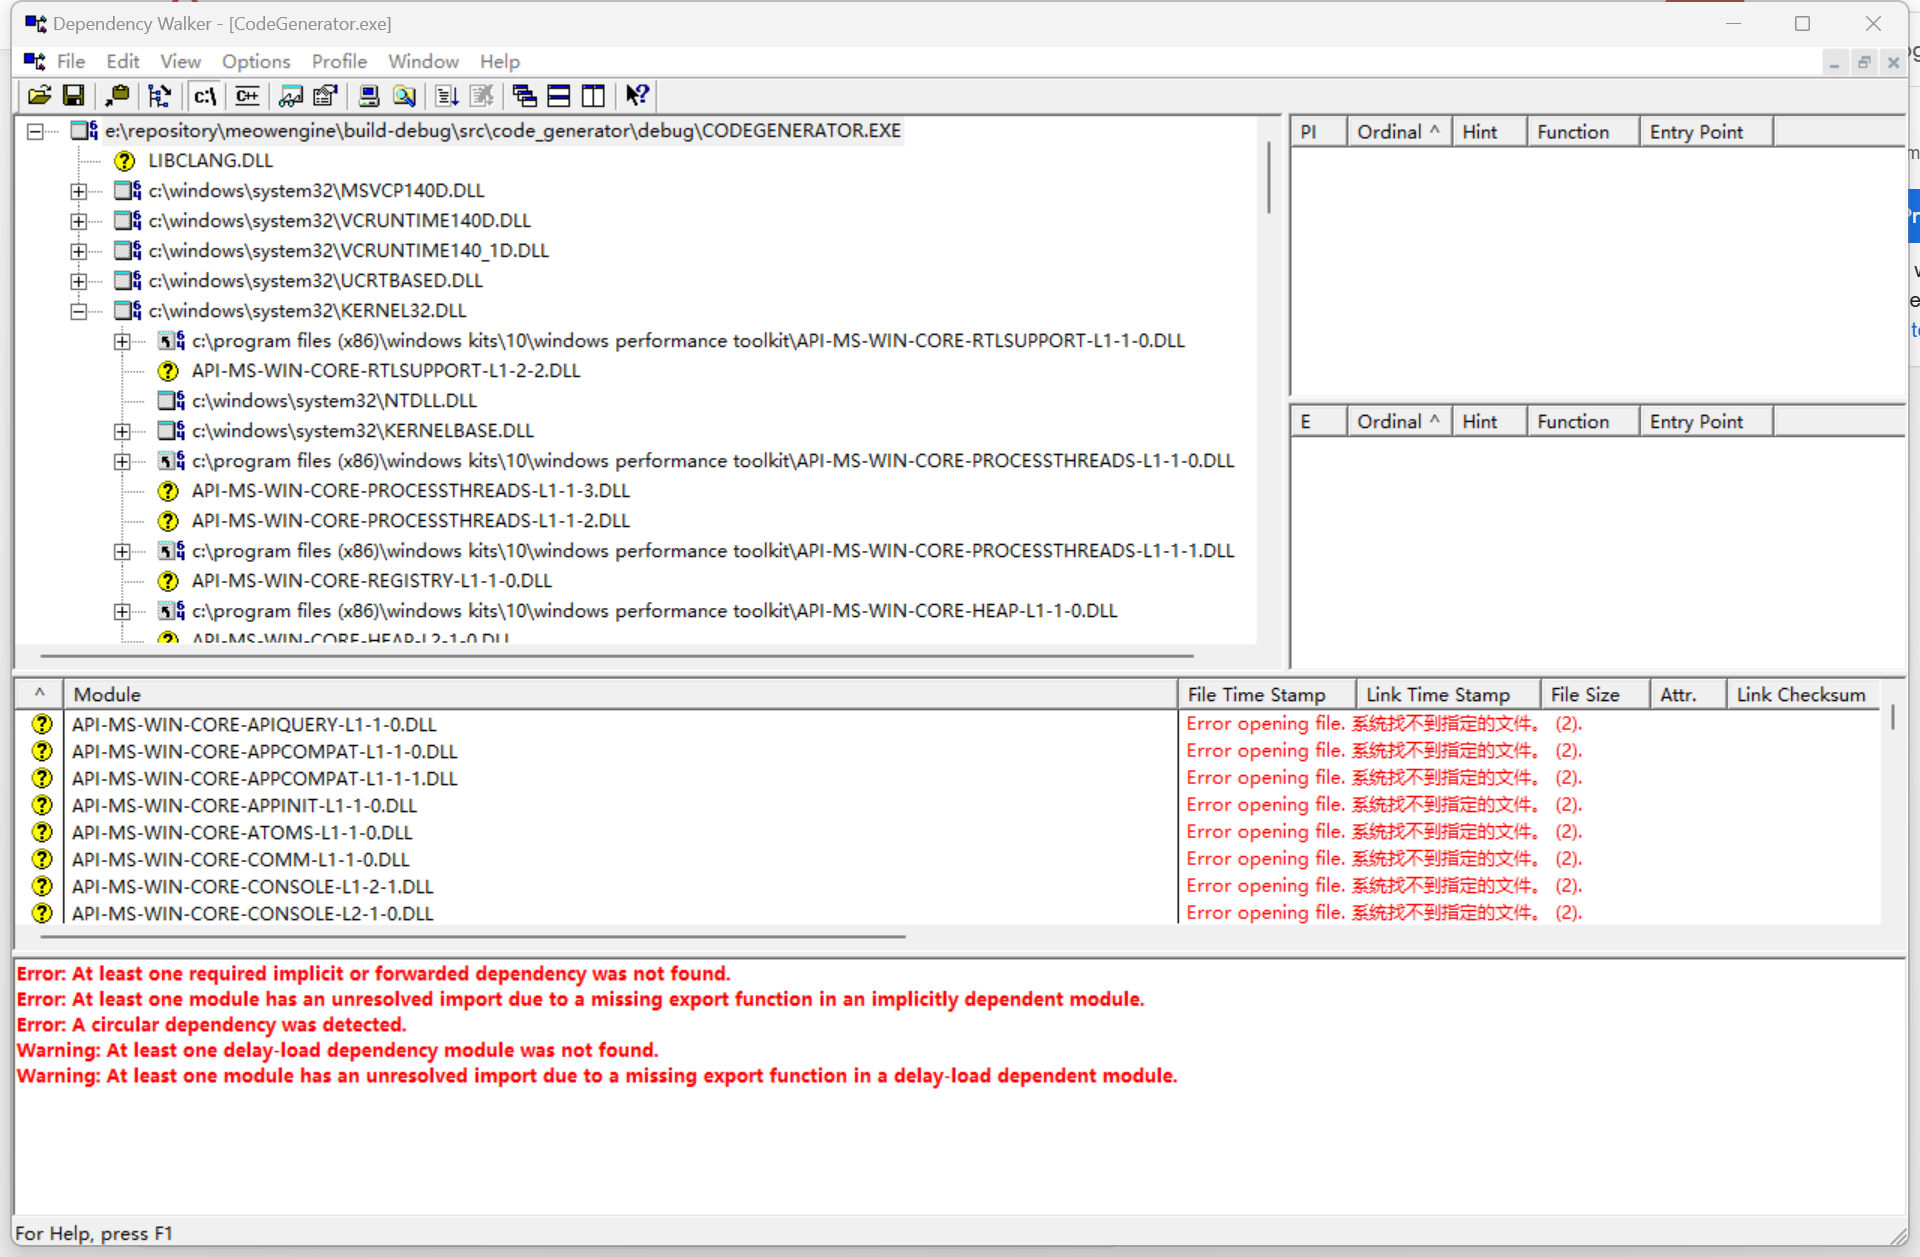 Dependency Walker - [CodeGenerator.exe]
File Edit View Options Profile Window Help
c:\ C++
e:\repository\meowengine\build-debug\src\code_generator\debug\CODEGENERATOR.EXE
LIBCLANG.DLL
c:\windows\system32\MSVCP140D.DLL
c:\windows\system32\VCRUNTIME140D.DLL
c:\windows\system32\VCRUNTIME140_1D.DLL
c:\windows\system32\UCRTBASED.DLL
c:\windows\system32\KERNEL32.DLL
c:\program files (x86)\windows kits\10\windows performance toolkit\API-MS-WIN-CORE-RTLSUPPORT-L1-1-0.DLL
API-MS-WIN-CORE-RTLSUPPORT-L1-2-2.DLL
c:\windows\system32\NTDLL.DLL
c:\windows\system32\KERNELBASE.DLL
c:\program files (x86)\windows kits\10\windows performance toolkit\API-MS-WIN-CORE-PROCESSTHREADS-L1-1-0.DLL
API-MS-WIN-CORE-PROCESSTHREADS-L1-1-3.DLL
API-MS-WIN-CORE-PROCESSTHREADS-L1-1-2.DLL
c:\program files (x86)\windows kits\10\windows performance toolkit\API-MS-WIN-CORE-PROCESSTHREADS-L1-1-1.DLL
API-MS-WIN-CORE-REGISTRY-L1-1-0.DLL
c:\program files (x86)\windows kits\10\windows performance toolkit\API-MS-WIN-CORE-HEAP-L1-1-0.DLL
API-MS-WIN-CORE-HEAP-L2-1-0.DLL
PI Ordinal ^ Hint Function Entry Point
E Ordinal ^ Hint Function Entry Point
^ Module File Time Stamp Link Time Stamp File Size Attr. Link Checksum
API-MS-WIN-CORE-APIQUERY-L1-1-0.DLL Error opening file. 系统找不到指定的文件。 (2).
API-MS-WIN-CORE-APPCOMPAT-L1-1-0.DLL Error opening file. 系统找不到指定的文件。 (2).
API-MS-WIN-CORE-APPCOMPAT-L1-1-1.DLL Error opening file. 系统找不到指定的文件。 (2).
API-MS-WIN-CORE-APPINIT-L1-1-0.DLL Error opening file. 系统找不到指定的文件。 (2).
API-MS-WIN-CORE-ATOMS-L1-1-0.DLL Error opening file. 系统找不到指定的文件。 (2).
API-MS-WIN-CORE-COMM-L1-1-0.DLL Error opening file. 系统找不到指定的文件。 (2).
API-MS-WIN-CORE-CONSOLE-L1-2-1.DLL Error opening file. 系统找不到指定的文件。 (2).
API-MS-WIN-CORE-CONSOLE-L2-1-0.DLL Error opening file. 系统找不到指定的文件。 (2).
Error: At least one required implicit or forwarded dependency was not found.
Error: At least one module has an unresolved import due to a missing export function in an implicitly dependent module.
Error: A circular dependency was detected.
Warning: At least one delay-load dependency module was not found.
Warning: At least one module has an unresolved import due to a missing export function in a delay-load dependent module.
For Help, press F1